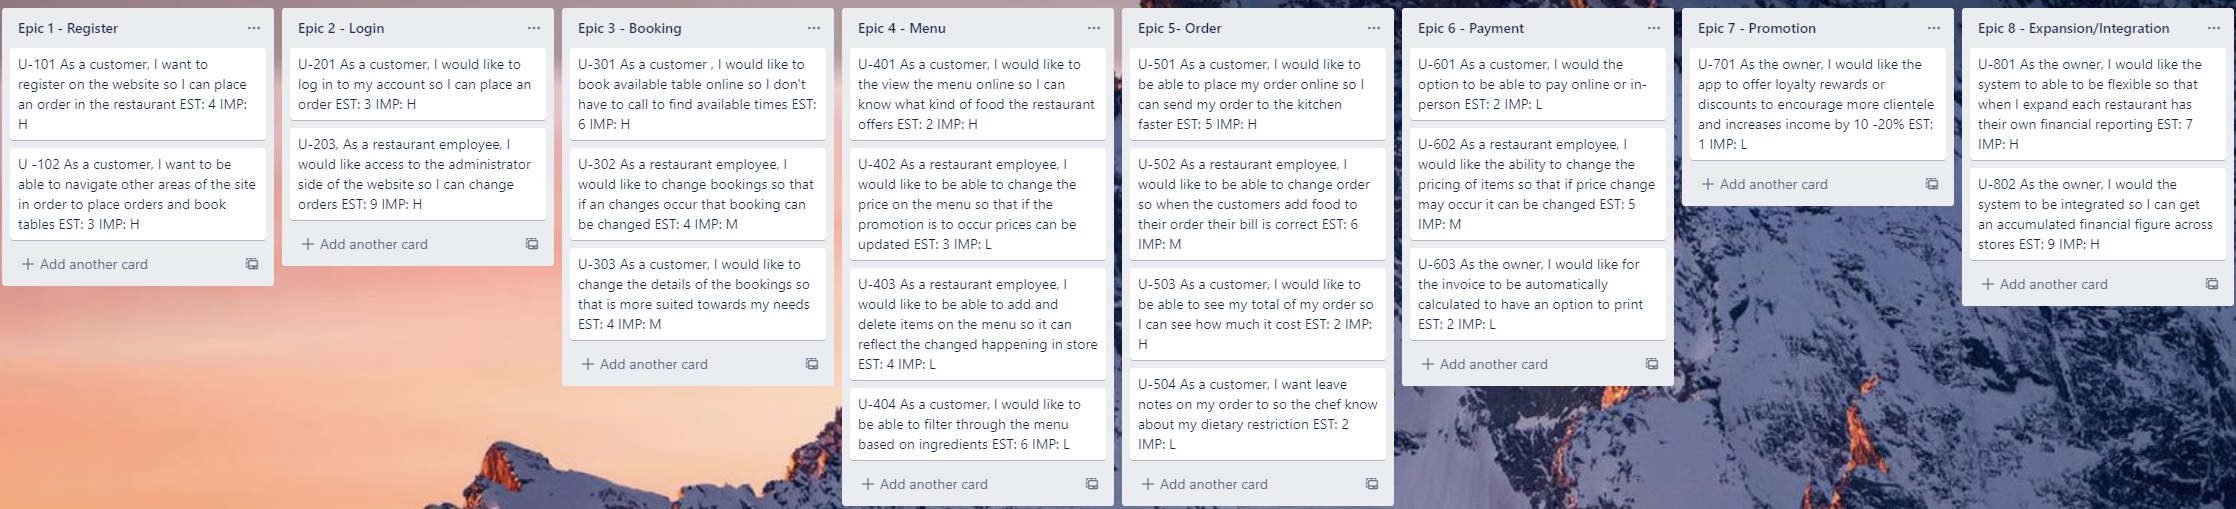 Epic 1 - Register
U-101 As a customer, I want to
register on the website so I can place
an order in the restaurant EST: 4 IMP:
H
U -102 As a customer, I want to be
able to navigate other areas of the site
in order to place orders and book
tables EST: 3 IMP: H
Add another card
Epic 2 - Login
U-201 As a customer, I would like to
log in to my account so I can place an
order EST: 3 IMP: H
U-203, As a restaurant employee, I
would like access to the administrator
side of the website so I can change
orders EST: 9 IMP: H
Add another card
Epic 3 - Booking
U-301 As a customer , I would like to
book available table online so I don't
have to call to find available times EST:
6 IMP: H
U-302 As a restaurant employee, I
would like to change bookings so that
if an changes occur that booking can
be changed EST: 4 IMP: M
U-303 As a customer, I would like to
change the details of the bookings so
that is more suited towards my needs
EST: 4 IMP: M
Add another card
Epic 4 - Menu
U-401 As a customer, I would like to
the view the menu online so I can
know what kind of food the restaurant
offers EST: 2 IMP: H
U-402 As a restaurant employee, I
would like to be able to change the
price on the menu so that if the
promotion is to occur prices can be
updated EST: 3 IMP: L
U-403 As a restaurant employee, I
would like to be able to add and
delete items on the menu so it can
reflect the changed happening in store
EST: 4 IMP: L
U-404 As a customer, I would like to
be able to filter through the menu
based on ingredients EST: 6 IMP: L
Add another card
Epic 5- Order
U-501 As a customer, I would like to
be able to place my order online so I
can send my order to the kitchen
faster EST: 5 IMP: H
U-502 As a restaurant employee, I
would like to be able to change order
so when the customers add food to
their order their bill is correct EST: 6
IMP: M
U-503 As a customer, I would like to
be able to see my total of my order so
I can see how much it cost EST: 2 IMP:
H
U-504 As a customer, I want leave
notes on my order to so the chef know
about my dietary restriction EST: 2
IMP: L
Add another card
Epic 6 - Payment
U-601 As a customer, I would the
option to be able to pay online or in-
person EST: 2 IMP: L
U-602 As a restaurant employee, I
would like the ability to change the
pricing of items so that if price change
may occur it can be changed EST: 5
IMP: M
U-603 As the owner, I would like for
the invoice to be automatically
calculated to have an option to print
EST: 2 IMP: L
Add another card
Epic 7 - Promotion
U-701 As the owner, I would like the
app to offer loyalty rewards or
discounts to encourage more clientele
and increases income by 10 -20% EST:
1 IMP: L
Add another card
Epic 8 - Expansion/Integration
U-801 As the owner, I would like the
system to able to be flexible so that
when I expand each restaurant has
their own financial reporting EST: 7
IMP: H
U-802 As the owner, I would the
system to be integrated so I can get
an accumulated financial figure across
stores EST: 9 IMP: H
Add another card